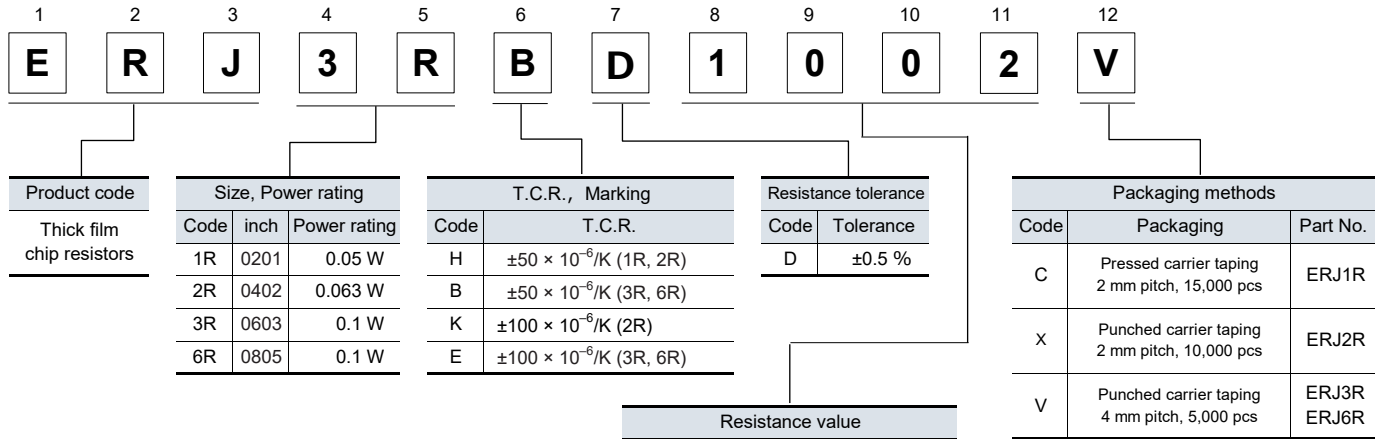 1 2 3 4 5 6 7 8 9 10 11 12
E R J 3 R B D 1 0 0 2 V
Product code
Thick film
chip resistors
Size, Power rating
Code inch Power rating
1R 0201 0.05 W
2R 0402 0.063 W
3R 0603 0.1 W
6R 0805 0.1 W
T.C.R., Marking
Code T.C.R.
H ±50 × 10⁻⁶/K (1R, 2R)
B ±50 × 10⁻⁶/K (3R, 6R)
K ±100 × 10⁻⁶/K (2R)
E ±100 × 10⁻⁶/K (3R, 6R)
Resistance tolerance
Code Tolerance
D ±0.5 %
Resistance value
Packaging methods
Code Packaging Part No.
C Pressed carrier taping
2 mm pitch, 15,000 pcs ERJ1R
X Punched carrier taping
2 mm pitch, 10,000 pcs ERJ2R
V Punched carrier taping
4 mm pitch, 5,000 pcs ERJ3R
ERJ6R